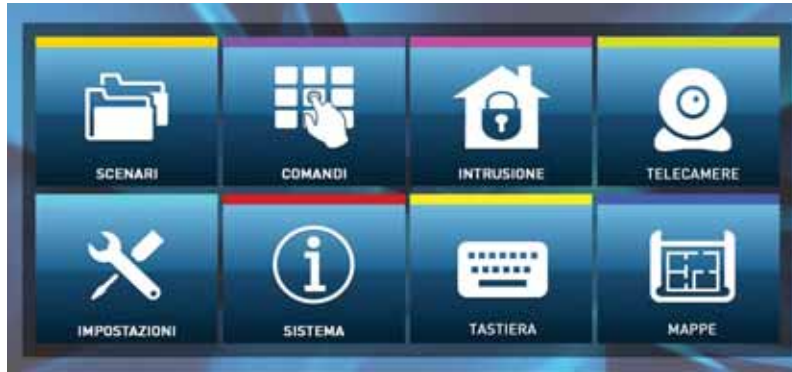 SCENARI
COMANDI
INTRUSIONE
TELECAMERE
IMPOSTAZIONI
SISTEMA
TASTIERA
MAPPE